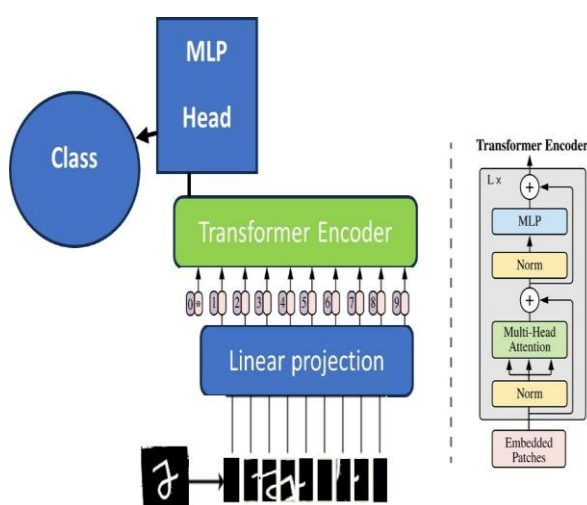 MLP
Head
Class
Transformer Encoder
0 * 1 2 3 4 5 6 7 8 9
Linear projection
Transformer Encoder
L x
+
MLP
Norm
+
Multi-Head
Attention
Norm
Embedded
Patches